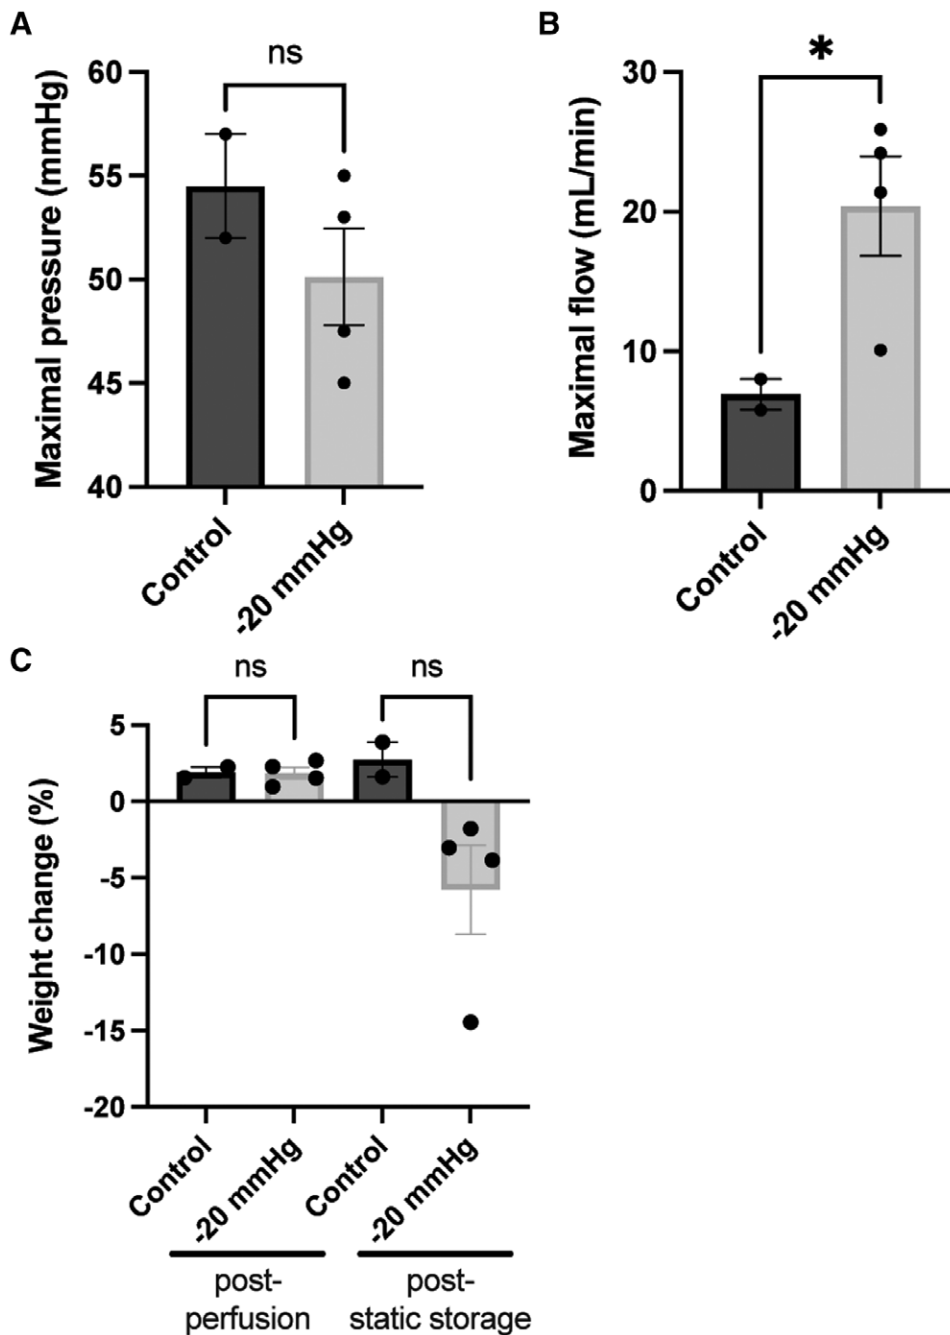 A
ns
Maximal pressure (mmHg)
60
55
50
45
40
Control
-20 mmHg
B
*
Maximal flow (mL/min)
30
20
10
0
Control
-20 mmHg
C
ns
ns
Weight change (%)
5
0
-5
-10
-15
-20
Control
-20 mmHg
Control
-20 mmHg
post-
perfusion
post-
static storage